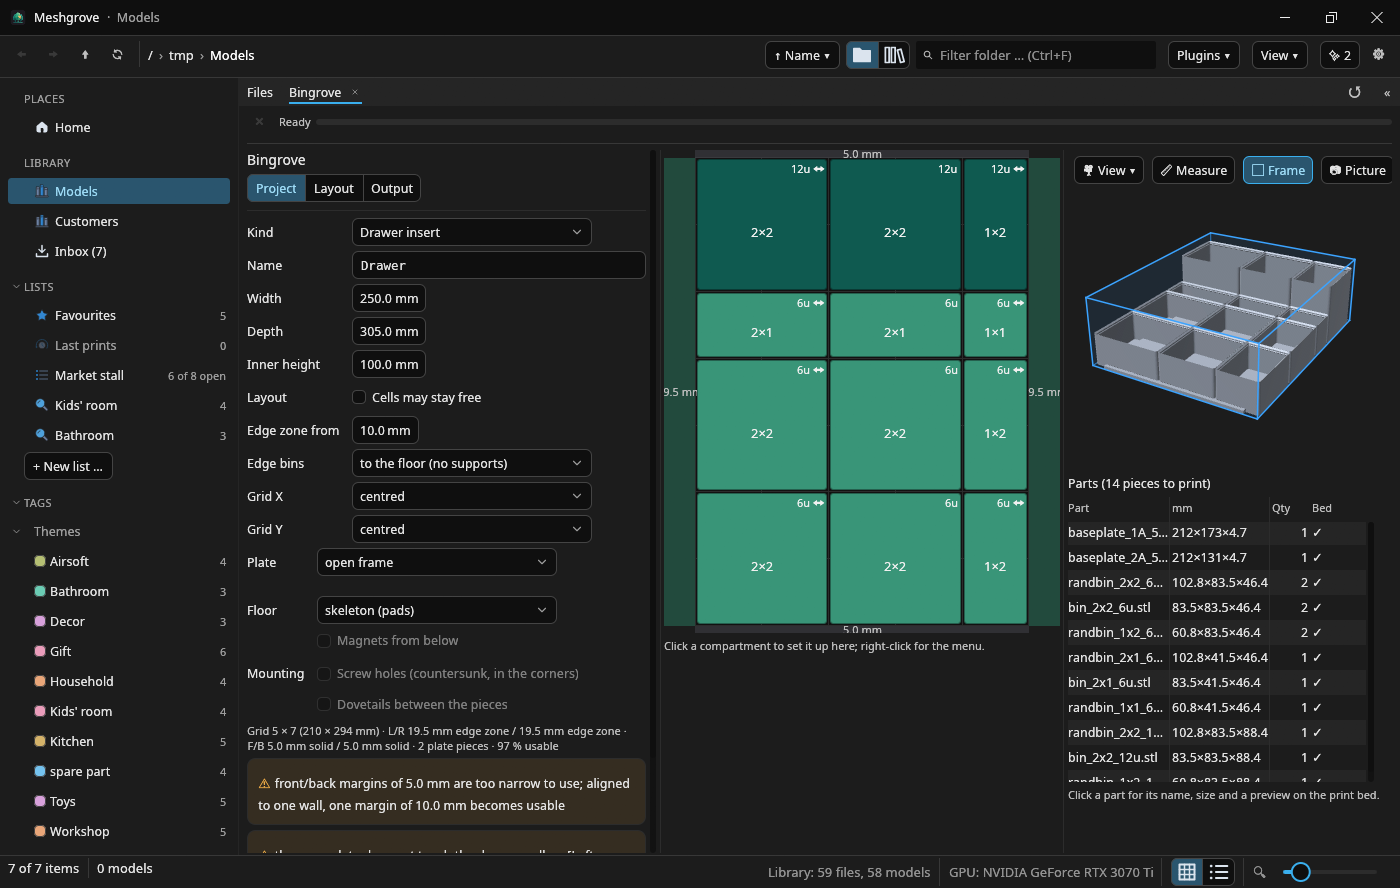 Meshgrove · Models
/ › tmp › Models
↑ Name ▾
Filter folder ... (Ctrl+F)
Plugins ▾
View ▾
2
PLACES
Home
LIBRARY
Models
Customers
Inbox (7)
LISTS
Favourites 5
Last prints 0
Market stall 6 of 8 open
Kids' room 4
Bathroom 3
+ New list ...
TAGS
Themes
Airsoft 4
Bathroom 3
Decor 3
Gift 6
Household 4
Kids' room 4
Kitchen 5
spare part 4
Toys 5
Workshop 5
Files
Bingrove ×
«
Ready
Bingrove
Project Layout Output
Kind Drawer insert
Name Drawer
Width 250.0 mm
Depth 305.0 mm
Inner height 100.0 mm
Layout Cells may stay free
Edge zone from 10.0 mm
Edge bins to the floor (no supports)
Grid X centred
Grid Y centred
Plate open frame
Floor skeleton (pads)
Magnets from below
Mounting Screw holes (countersunk, in the corners)
Dovetails between the pieces
Grid 5 × 7 (210 × 294 mm) · L/R 19.5 mm edge zone / 19.5 mm edge zone ·
F/B 5.0 mm solid / 5.0 mm solid · 2 plate pieces · 97 % usable
⚠ front/back margins of 5.0 mm are too narrow to use; aligned
to one wall, one margin of 10.0 mm becomes usable
5.0 mm
12u ⬌ 12u 12u ⬌
2×2 2×2 1×2
6u ⬌ 6u 6u ⬌
2×1 2×1 1×1
6u ⬌ 6u 6u ⬌
9.5 mm 9.5 mm
2×2 2×2 1×2
6u ⬌ 6u 6u ⬌
2×2 2×2 1×2
5.0 mm
Click a compartment to set it up here; right-click for the menu.
View ▾ Measure Frame Picture
Parts (14 pieces to print)
Part mm Qty Bed
baseplate_1A_5... 212×173×4.7 1 ✓
baseplate_2A_5... 212×131×4.7 1 ✓
randbin_2x2_6... 102.8×83.5×46.4 2 ✓
bin_2x2_6u.stl 83.5×83.5×46.4 2 ✓
randbin_1x2_6... 60.8×83.5×46.4 2 ✓
randbin_2x1_6... 102.8×41.5×46.4 1 ✓
bin_2x1_6u.stl 83.5×41.5×46.4 1 ✓
randbin_1x1_6... 60.8×41.5×46.4 1 ✓
randbin_2x2_1... 102.8×83.5×88.4 1 ✓
bin_2x2_12u.stl 83.5×83.5×88.4 1 ✓
randbin_1x2_1... 60.8×83.5×88.4 1 ✓
Click a part for its name, size and a preview on the print bed.
7 of 7 items 0 models
Library: 59 files, 58 models
GPU: NVIDIA GeForce RTX 3070 Ti